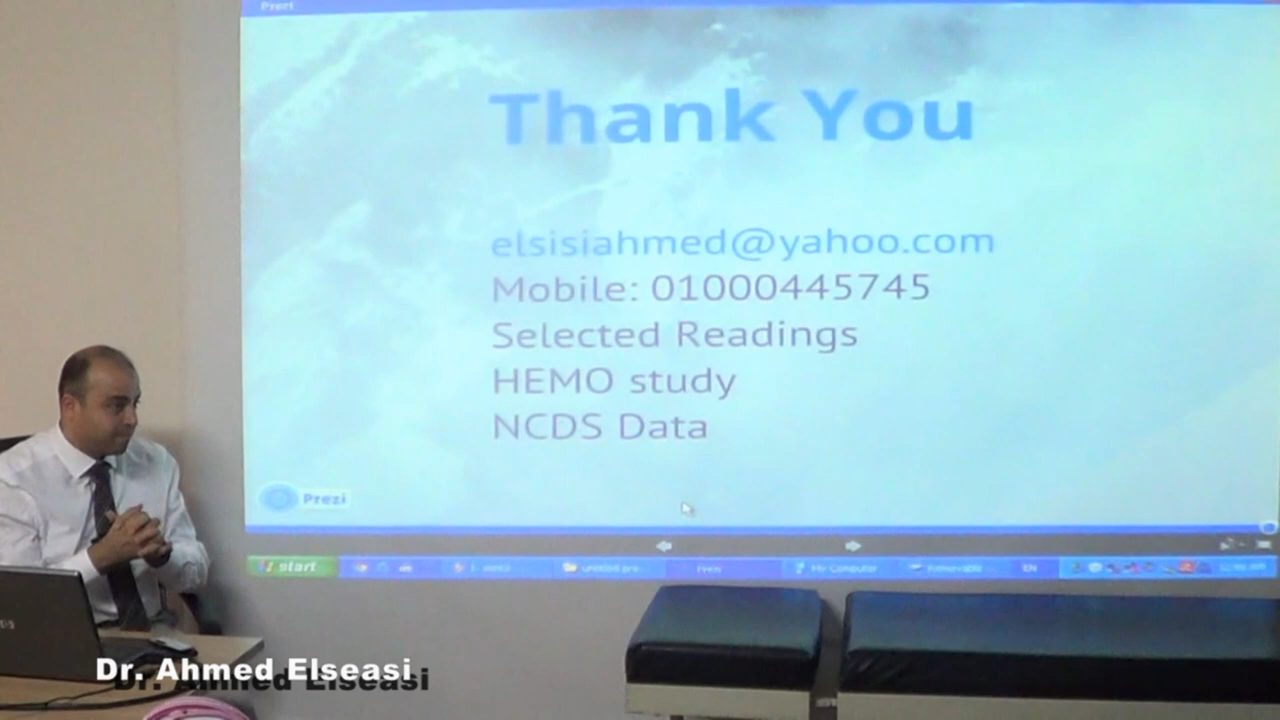 Prezi
Thank You
elsisiahmed@yahoo.com
Mobile: 01000445745
Selected Readings
HEMO study
NCDS Data
Prezi
start
My Computer
EN
Dr. Ahmed Elseasi